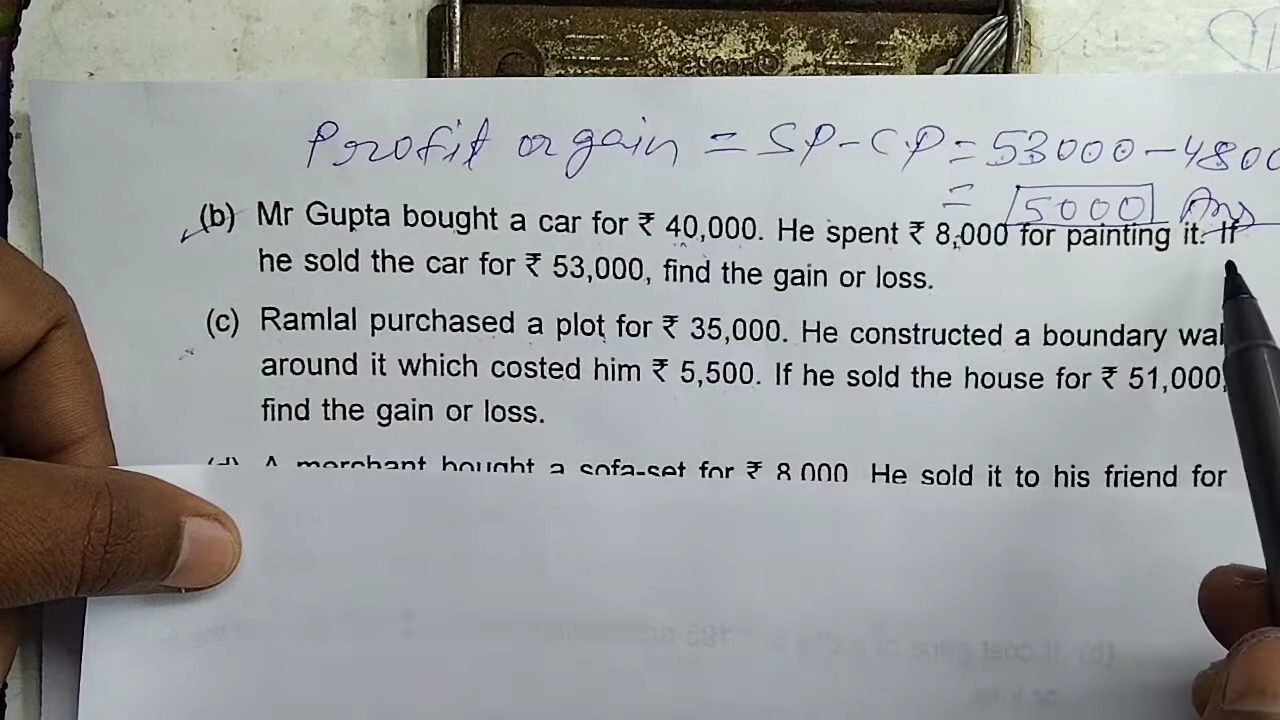 Profit or gain = SP - CP = 53000 - 4800
= 5000 Ans
(b) Mr Gupta bought a car for ₹ 40,000. He spent ₹ 8,000 for painting it. If
he sold the car for ₹ 53,000, find the gain or loss.
(c) Ramlal purchased a plot for ₹ 35,000. He constructed a boundary wal
around it which costed him ₹ 5,500. If he sold the house for ₹ 51,000,
find the gain or loss.
(d) A merchant bought a sofa-set for ₹ 8,000. He sold it to his friend for